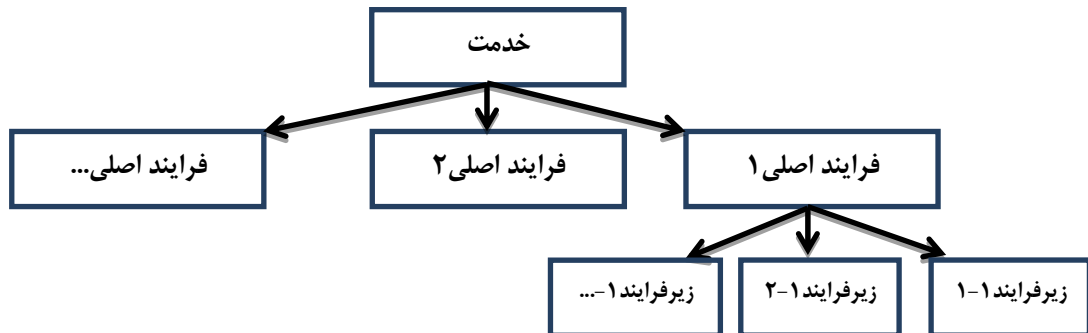 خدمت
فرایند اصلی۱
فرایند اصلی۲
فرایند اصلی...
زیرفرایند۱-۱
زیرفرایند۱-۲
زیرفرایند۱-...